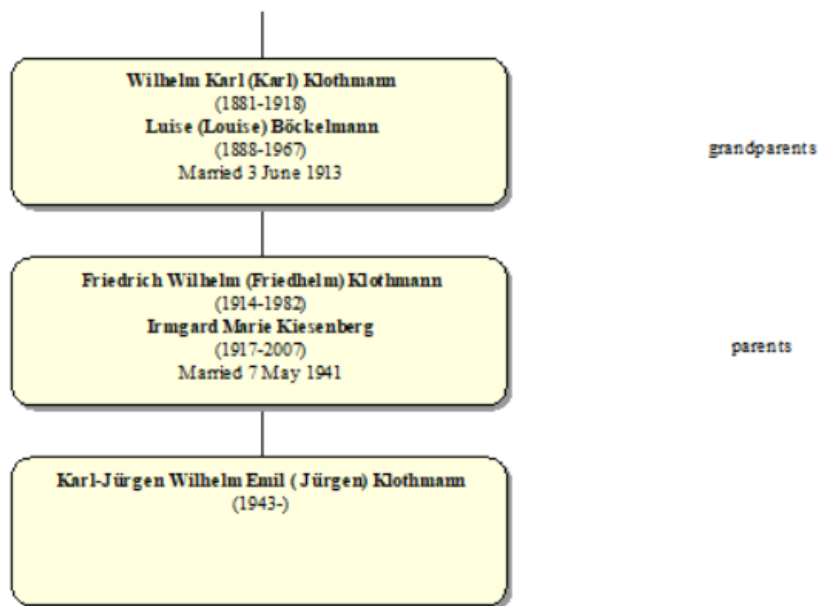 Wilhelm Karl (Karl) Klothmann
(1881-1918)
Luise (Louise) Böckelmann
(1888-1967)
Married 3 June 1913
grandparents
Friedrich Wilhelm (Friedhelm) Klothmann
(1914-1982)
Irmgard Marie Kiesenberg
(1917-2007)
Married 7 May 1941
parents
Karl-Jürgen Wilhelm Emil ( Jürgen) Klothmann
(1943-)